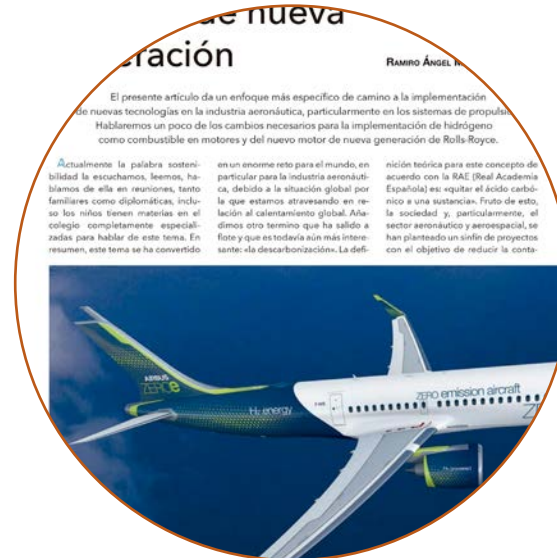 de nueva
eración
RAMIRO ÁNGEL
El presente artículo da un enfoque más específico de camino a la implementación
de nuevas tecnologías en la industria aeronáutica, particularmente en los sistemas de propulsió
Hablaremos un poco de los cambios necesarios para la implementación de hidrógeno
como combustible en motores y del nuevo motor de nueva generación de Rolls-Royce.
Actualmente la palabra sosteni-
bilidad la escuchamos, leemos, ha-
blamos de ella en reuniones, tanto
familiares como diplomáticas, inclu-
so los niños tienen materias en el
colegio completamente especiali-
zadas para hablar de este tema. En
resumen, este tema se ha convertido
en un enorme reto para el mundo, en
particular para la industria aeronáuti-
ca, debido a la situación global por
la que estamos atravesando en re-
lación al calentamiento global. Aña-
dimos otro termino que ha salido a
flote y que es todavía aún más intere-
sante: «la descarbonización». La defi-
nición teórica para este concepto de
acuerdo con la RAE (Real Academia
Española) es: «quitar el ácido carbó-
nico a una sustancia». Fruto de esto,
la sociedad y, particularmente, el
sector aeronáutico y aeroespacial, se
han planteado un sinfín de proyectos
con el objetivo de reducir la conta-
AIRBUS
ZEROe
H₂ energy
ZERO emission aircraft
ZE
H₂ powered